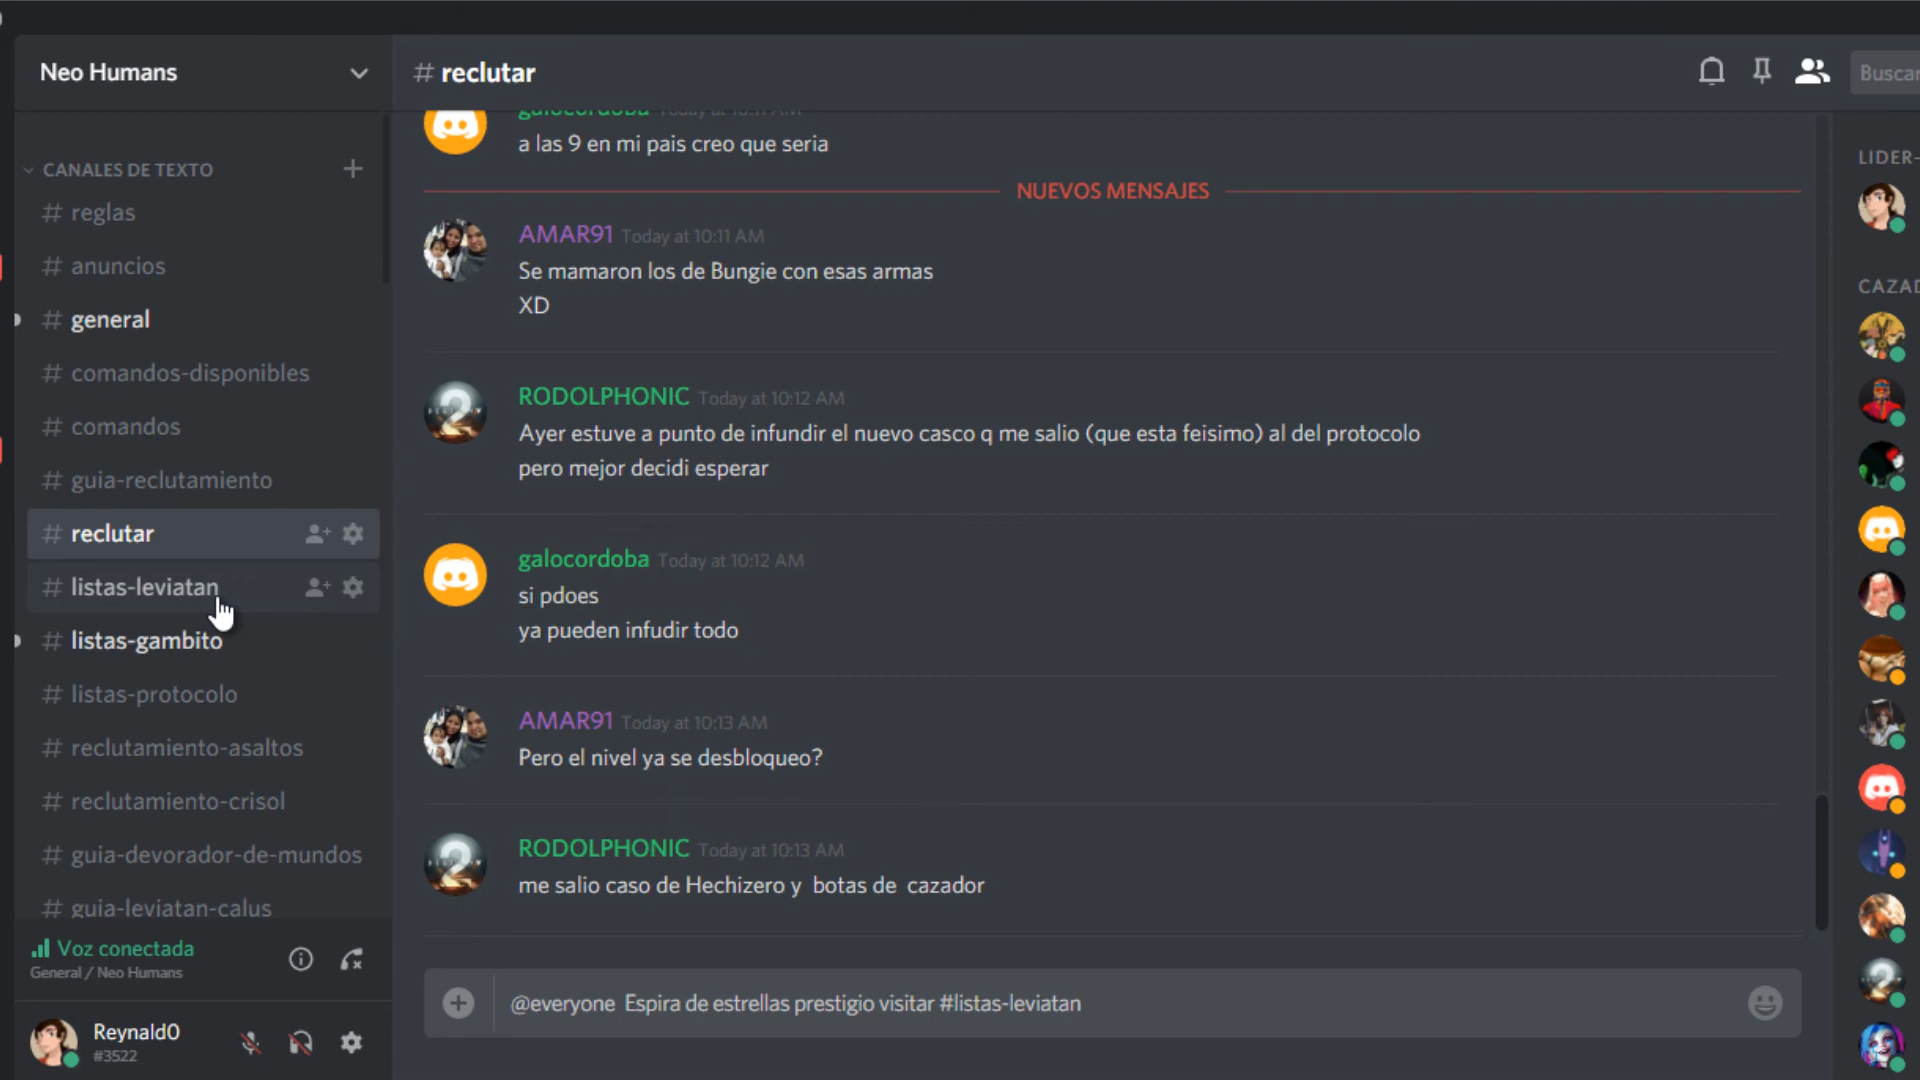 Neo Humans
CANALES DE TEXTO
# reglas
# anuncios
# general
# comandos-disponibles
# comandos
# guia-reclutamiento
# reclutar
# listas-leviatan
# listas-gambito
# listas-protocolo
# reclutamiento-asaltos
# reclutamiento-crisol
# guia-devorador-de-mundos
# guia-leviatan-calus
Voz conectada
General / Neo Humans
Reynald0
#3522
# reclutar
Buscar
galocordoba Today at 10:11 AM
a las 9 en mi pais creo que seria
NUEVOS MENSAJES
AMAR91 Today at 10:11 AM
Se mamaron los de Bungie con esas armas
XD
RODOLPHONIC Today at 10:12 AM
Ayer estuve a punto de infundir el nuevo casco q me salio (que esta feisimo) al del protocolo
pero mejor decidi esperar
galocordoba Today at 10:12 AM
si pdoes
ya pueden infudir todo
AMAR91 Today at 10:13 AM
Pero el nivel ya se desbloqueo?
RODOLPHONIC Today at 10:13 AM
me salio caso de Hechizero y botas de cazador
@everyone Espira de estrellas prestigio visitar #listas-leviatan
LIDER-
CAZAD